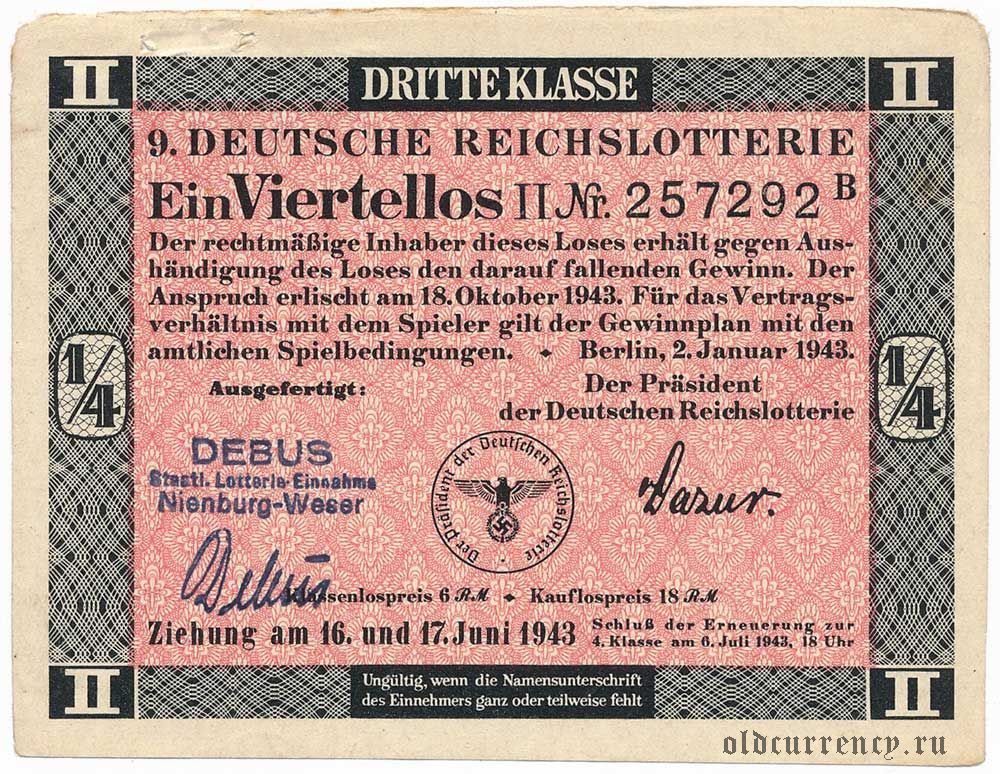 II DRITTE KLASSE II
9. DEUTSCHE REICHSLOTTERIE
Ein Viertellos II Nr. 257292 B
Der rechtmäßige Inhaber dieses Loses erhält gegen Aus-
händigung des Loses den darauf fallenden Gewinn. Der
Anspruch erlischt am 18. Oktober 1943. Für das Vertrags-
verhältnis mit dem Spieler gilt der Gewinnplan mit den
amtlichen Spielbedingungen. Berlin, 2. Januar 1943.
1/4 1/4
Ausgefertigt:
Der Präsident
der Deutschen Reichslotterie
DEBUS
Staatl. Lotterie-Einnahme
Nienburg-Weser
Der Präsident der Deutschen Reichslotterie
Dazur.
Debus
Klassenlospreis 6 RM Kauflospreis 18 RM
Ziehung am 16. und 17. Juni 1943
Schluß der Erneuerung zur
4. Klasse am 6. Juli 1943, 18 Uhr
II II
Ungültig, wenn die Namensunterschrift
des Einnehmers ganz oder teilweise fehlt
oldcurrency.ru